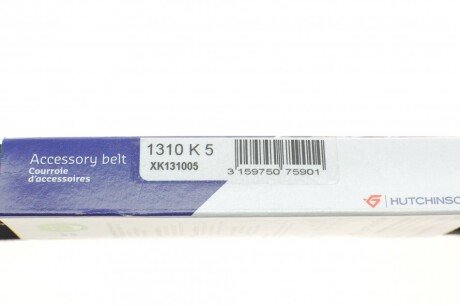 Accessory belt
Courroie
d'accessoires
1310 K 5
XK131005
3 159750 75901
HUTCHINSO